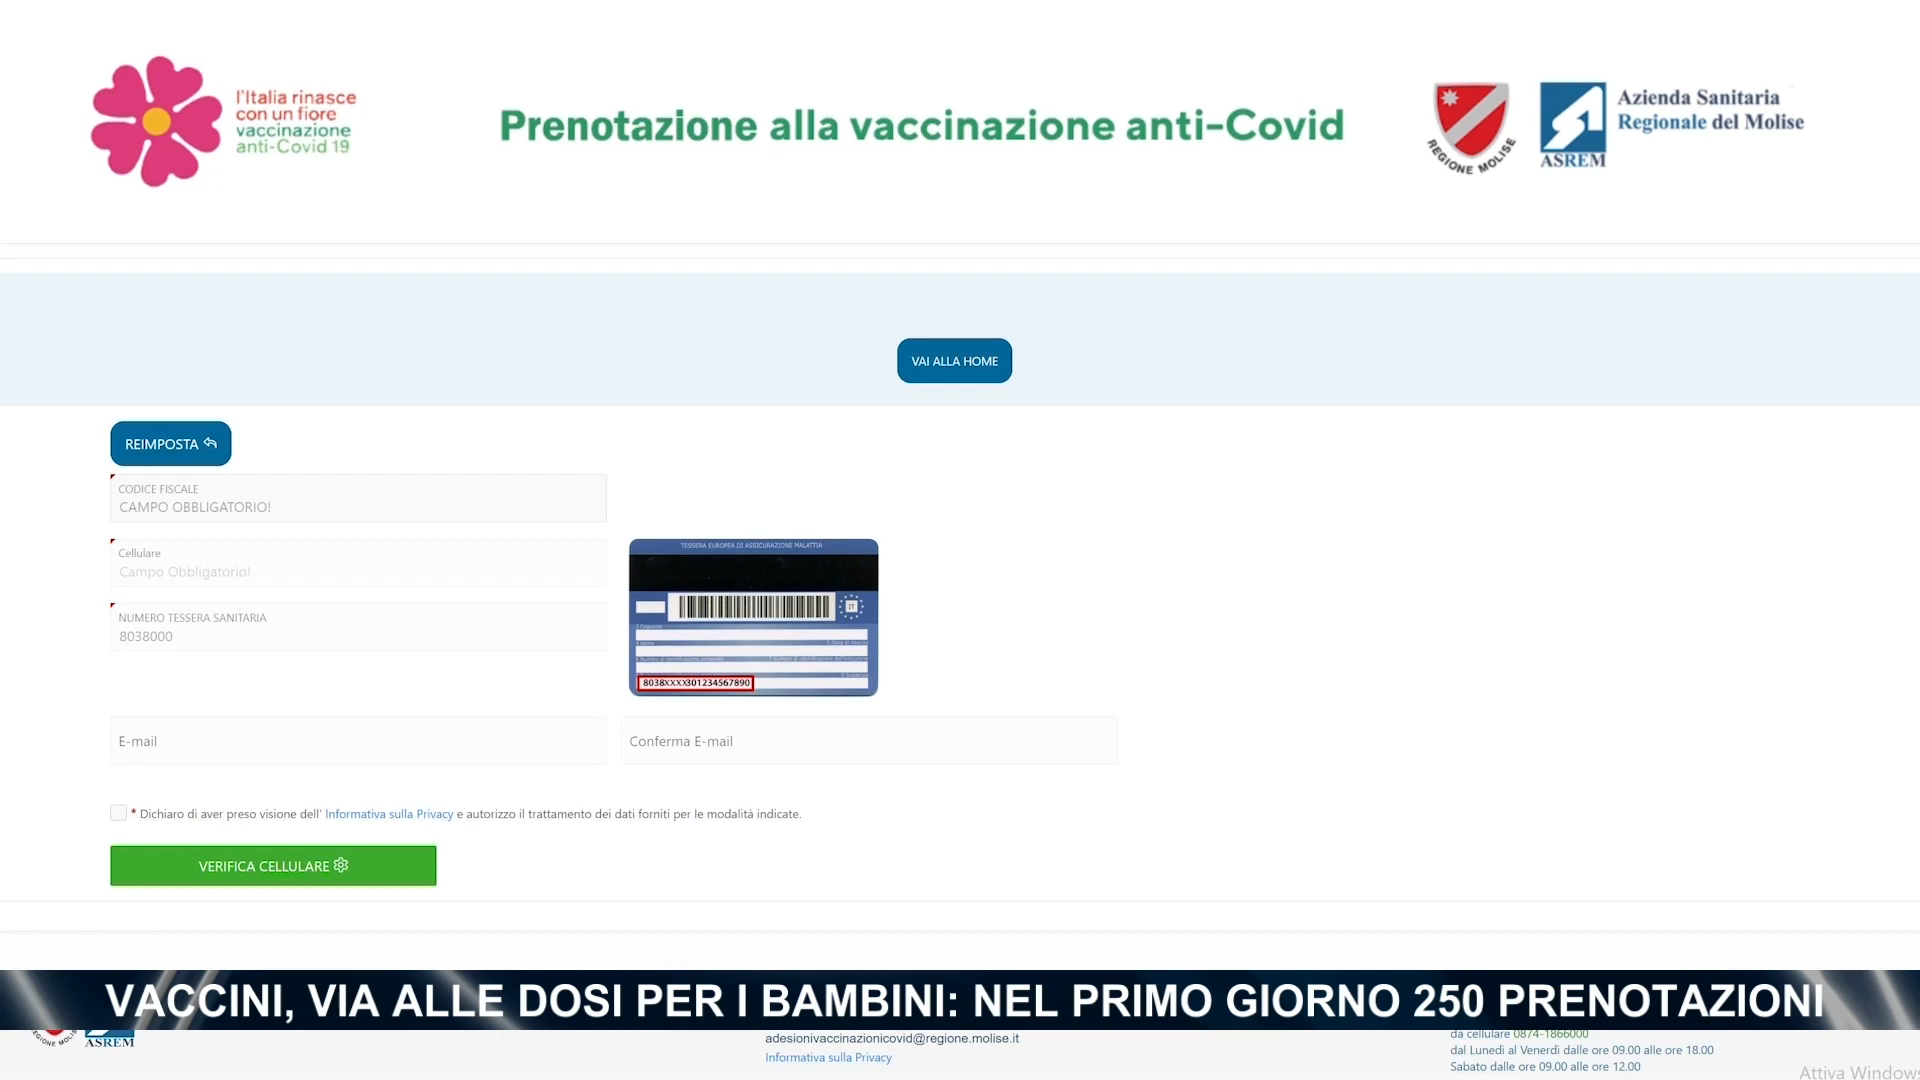 l'Italia rinasce
con un fiore
vaccinazione
anti-Covid 19
Prenotazione alla vaccinazione anti-Covid
REGIONE MOLISE
ASREM
Azienda Sanitaria
Regionale del Molise
VAI ALLA HOME
REIMPOSTA
CODICE FISCALE
CAMPO OBBLIGATORIO!
Cellulare
Campo Obbligatorio!
NUMERO TESSERA SANITARIA
8038000
TESSERA EUROPEA DI ASSICURAZIONE MALATTIA
IT
8038XXXX301234567890
E-mail
Conferma E-mail
* Dichiaro di aver preso visione dell' Informativa sulla Privacy e autorizzo il trattamento dei dati forniti per le modalità indicate.
VERIFICA CELLULARE
VACCINI, VIA ALLE DOSI PER I BAMBINI: NEL PRIMO GIORNO 250 PRENOTAZIONI
REGIONE MOLISE
ASREM
adesionivaccinazionicovid@regione.molise.it
Informativa sulla Privacy
da cellulare 0874-1866000
dal Lunedì al Venerdì dalle ore 09.00 alle ore 18.00
Sabato dalle ore 09.00 alle ore 12.00
Attiva Windows